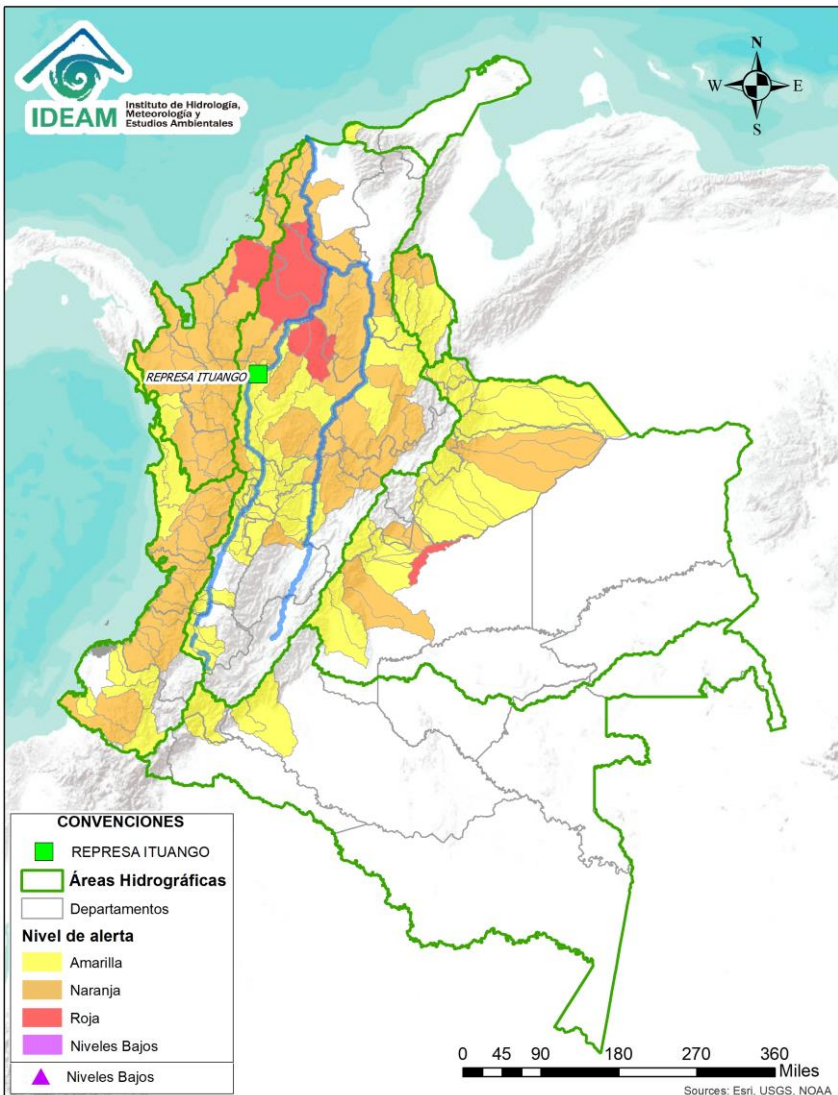 IDEAM
Instituto de Hidrología,
Meteorología y
Estudios Ambientales
N
W
E
S
REPRESA ITUANGO
CONVENCIONES
REPRESA ITUANGO
Áreas Hidrográficas
Departamentos
Nivel de alerta
Amarilla
Naranja
Roja
Niveles Bajos
Niveles Bajos
0 45 90 180 270 360
Miles
Sources: Esri, USGS, NOAA